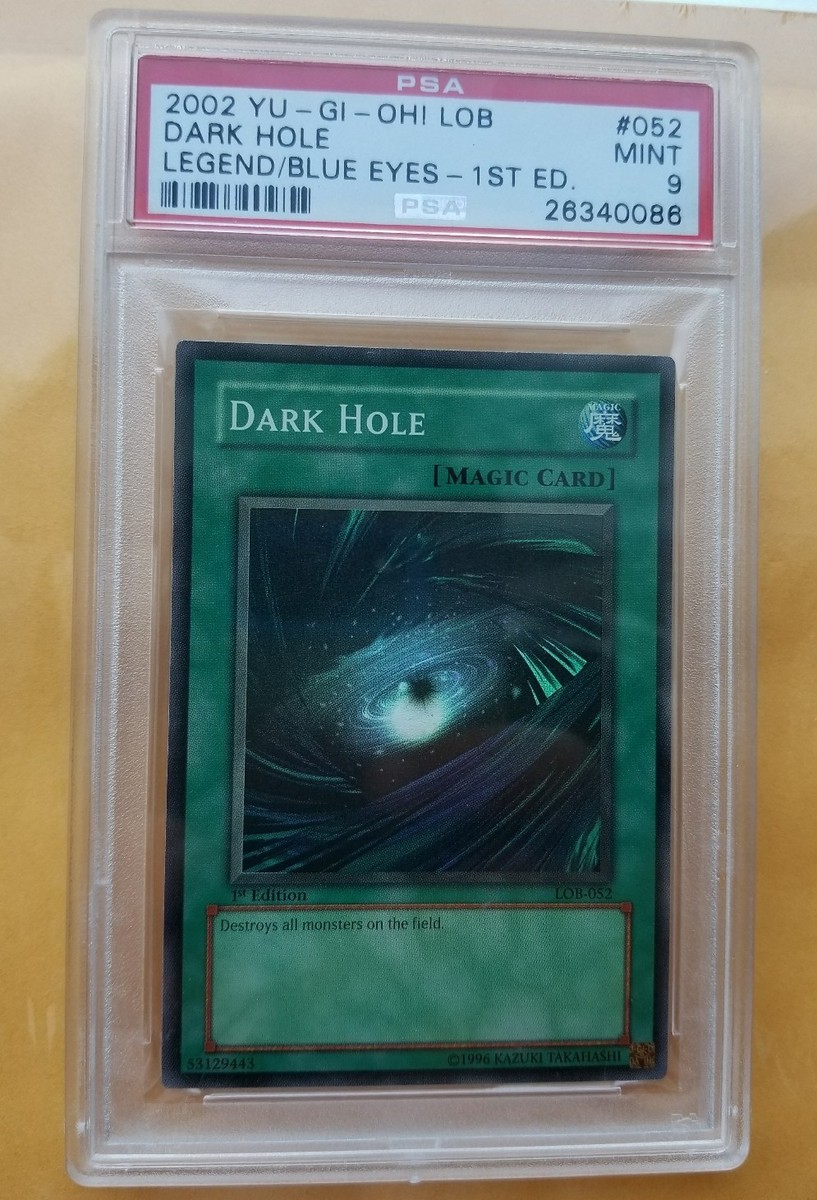 PSA
2002 YU-GI-OH! LOB #052
DARK HOLE MINT
LEGEND/BLUE EYES-1ST ED. 9
PSA 26340086
DARK HOLE
MAGIC
魔
[MAGIC CARD]
1st Edition LOB-052
Destroys all monsters on the field.
53129443 ©1996 KAZUKI TAKAHASHI